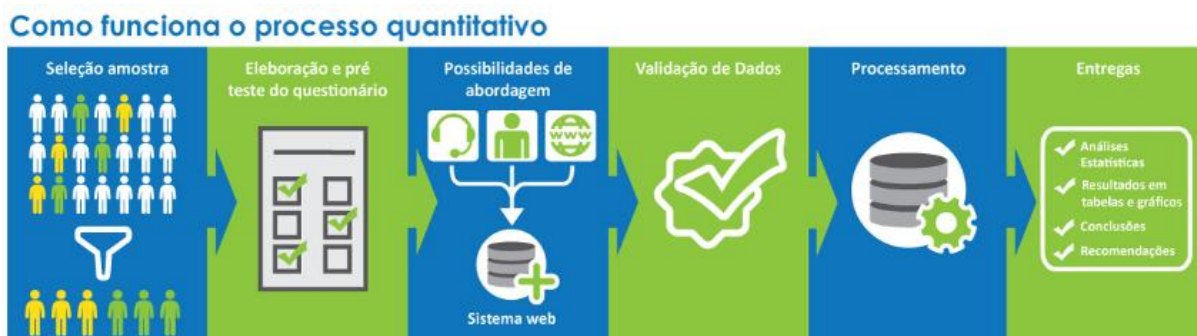 Como funciona o processo quantitativo
Seleção amostra
Eleboração e pré
teste do questionário
Possibilidades de
abordagem
www
Sistema web
Validação de Dados
Processamento
Entregas
Análises
Estatísticas
Resultados em
tabelas e gráficos
Conclusões
Recomendações